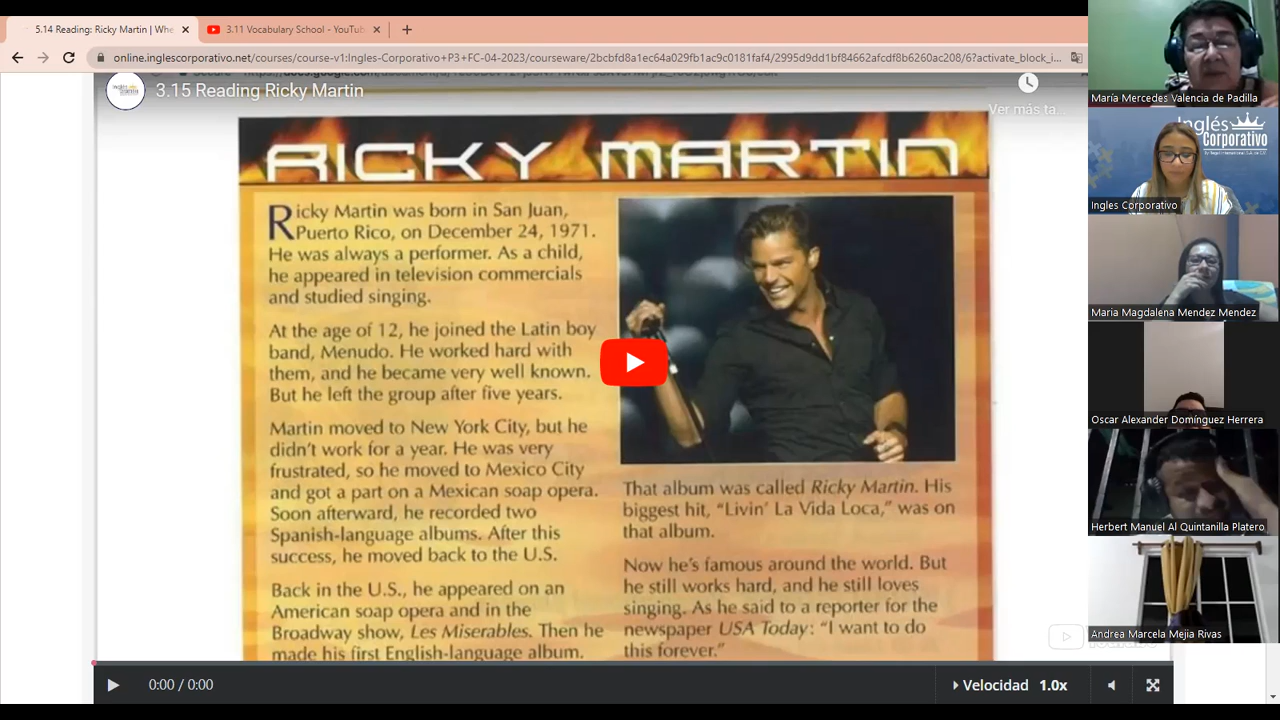 5.14 Reading: Ricky Martin | Whe
3.11 Vocabulary School - YouTub
online.inglescorporativo.net/courses/course-v1:Ingles-Corporativo+P3+FC-04-2023/courseware/2bcbfd8a1ec64a029fb1ac9c0181faf4/2995d9dd1bf84662afcdf8b6260ac208/6?activate_block_i...
3.15 Reading Ricky Martin
Ver más ta...
RICKY MARTIN
Ricky Martin was born in San Juan,
Puerto Rico, on December 24, 1971.
He was always a performer. As a child,
he appeared in television commercials
and studied singing.
At the age of 12, he joined the Latin boy
band, Menudo. He worked hard with
them, and he became very well known.
But he left the group after five years.
Martin moved to New York City, but he
didn't work for a year. He was very
frustrated, so he moved to Mexico City
and got a part on a Mexican soap opera.
Soon afterward, he recorded two
Spanish-language albums. After this
success, he moved back to the U.S.
Back in the U.S., he appeared on an
American soap opera and in the
Broadway show, Les Miserables. Then he
made his first English-language album.
That album was called Ricky Martin. His
biggest hit, "Livin' La Vida Loca," was on
that album.
Now he's famous around the world. But
he still works hard, and he still loves
singing. As he said to a reporter for the
newspaper USA Today: "I want to do
this forever."
0:00 / 0:00
Velocidad 1.0x
María Mercedes Valencia de Padilla
Inglés
Corporativo
Ingles Corporativo
Maria Magdalena Mendez Mendez
Oscar Alexander Domínguez Herrera
Herbert Manuel Al Quintanilla Platero
Andrea Marcela Mejia Rivas